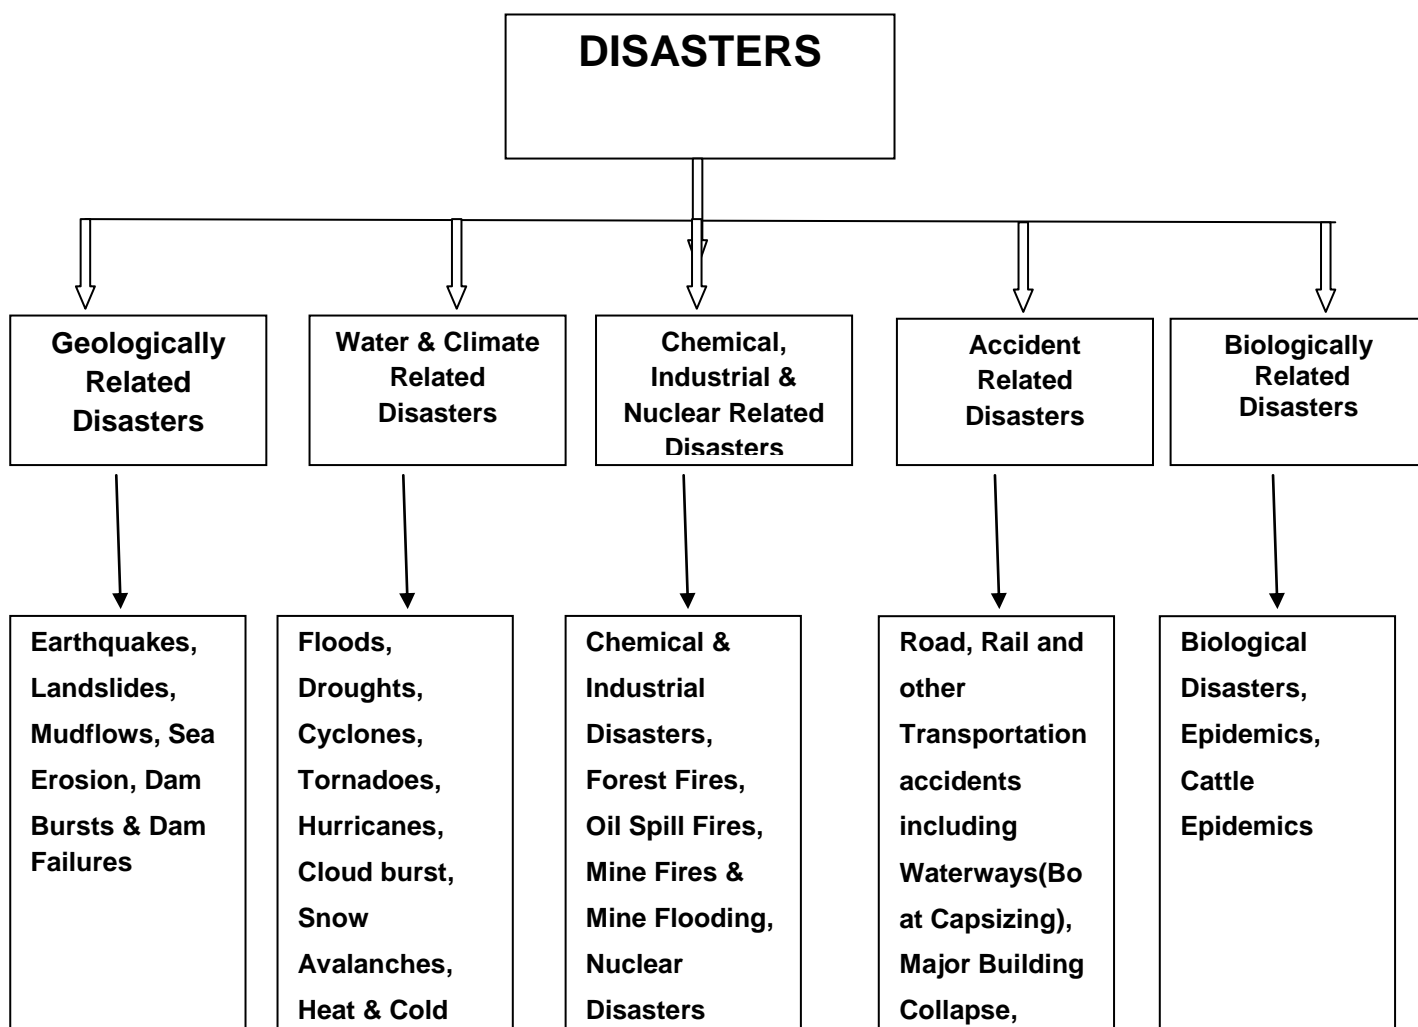 DISASTERS
Geologically
Related
Disasters
Water & Climate
Related
Disasters
Chemical,
Industrial &
Nuclear Related
Disasters
Accident
Related
Disasters
Biologically
Related
Disasters
Earthquakes,
Landslides,
Mudflows, Sea
Erosion, Dam
Bursts & Dam
Failures
Floods,
Droughts,
Cyclones,
Tornadoes,
Hurricanes,
Cloud burst,
Snow
Avalanches,
Heat & Cold
Chemical &
Industrial
Disasters,
Forest Fires,
Oil Spill Fires,
Mine Fires &
Mine Flooding,
Nuclear
Disasters
Road, Rail and
other
Transportation
accidents
including
Waterways(Bo
at Capsizing),
Major Building
Collapse,
Biological
Disasters,
Epidemics,
Cattle
Epidemics